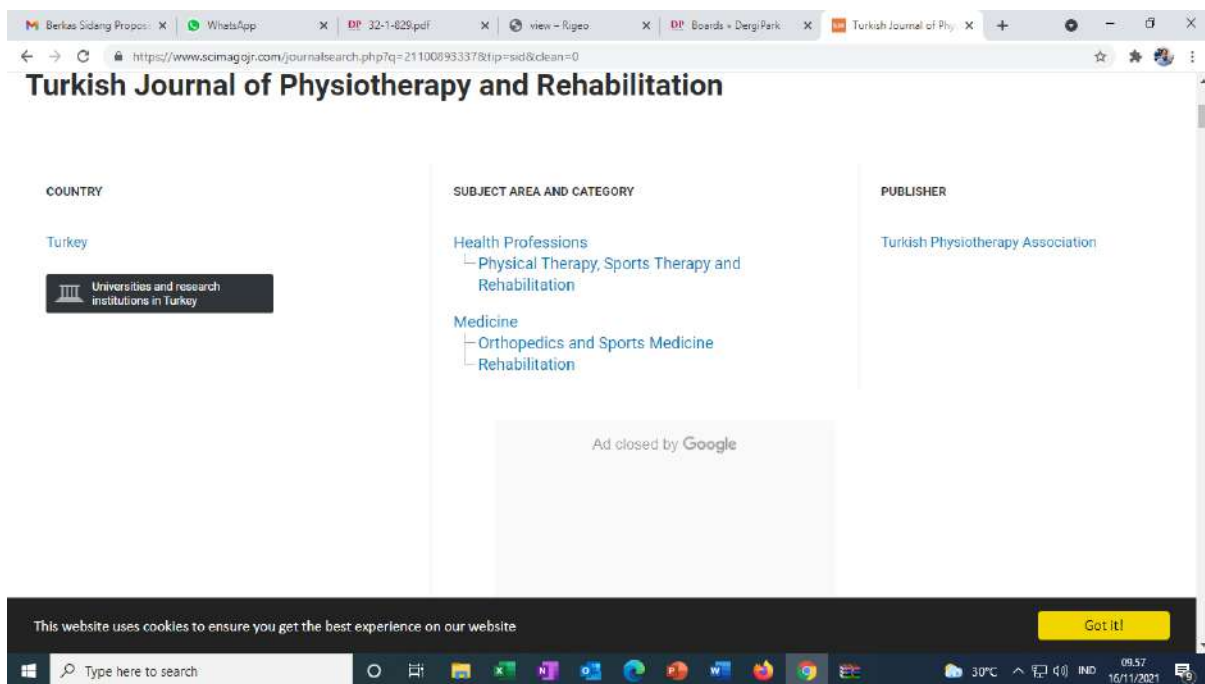 Berkas Sidang Propos
WhatsApp
DP 32-1-829.pdf
view – Rigeo
DP Boards » DergiPark
Turkish Journal of Phy
https://www.scimagojr.com/journalsearch.php?q=21100893337&tip=sid&clean=0
Turkish Journal of Physiotherapy and Rehabilitation
COUNTRY
Turkey
Universities and research
institutions in Turkey
SUBJECT AREA AND CATEGORY
Health Professions
Physical Therapy, Sports Therapy and
Rehabilitation
Medicine
Orthopedics and Sports Medicine
Rehabilitation
PUBLISHER
Turkish Physiotherapy Association
Ad closed by Google
This website uses cookies to ensure you get the best experience on our website
Got it!
Type here to search
30°C
IND
09.57
16/11/2021